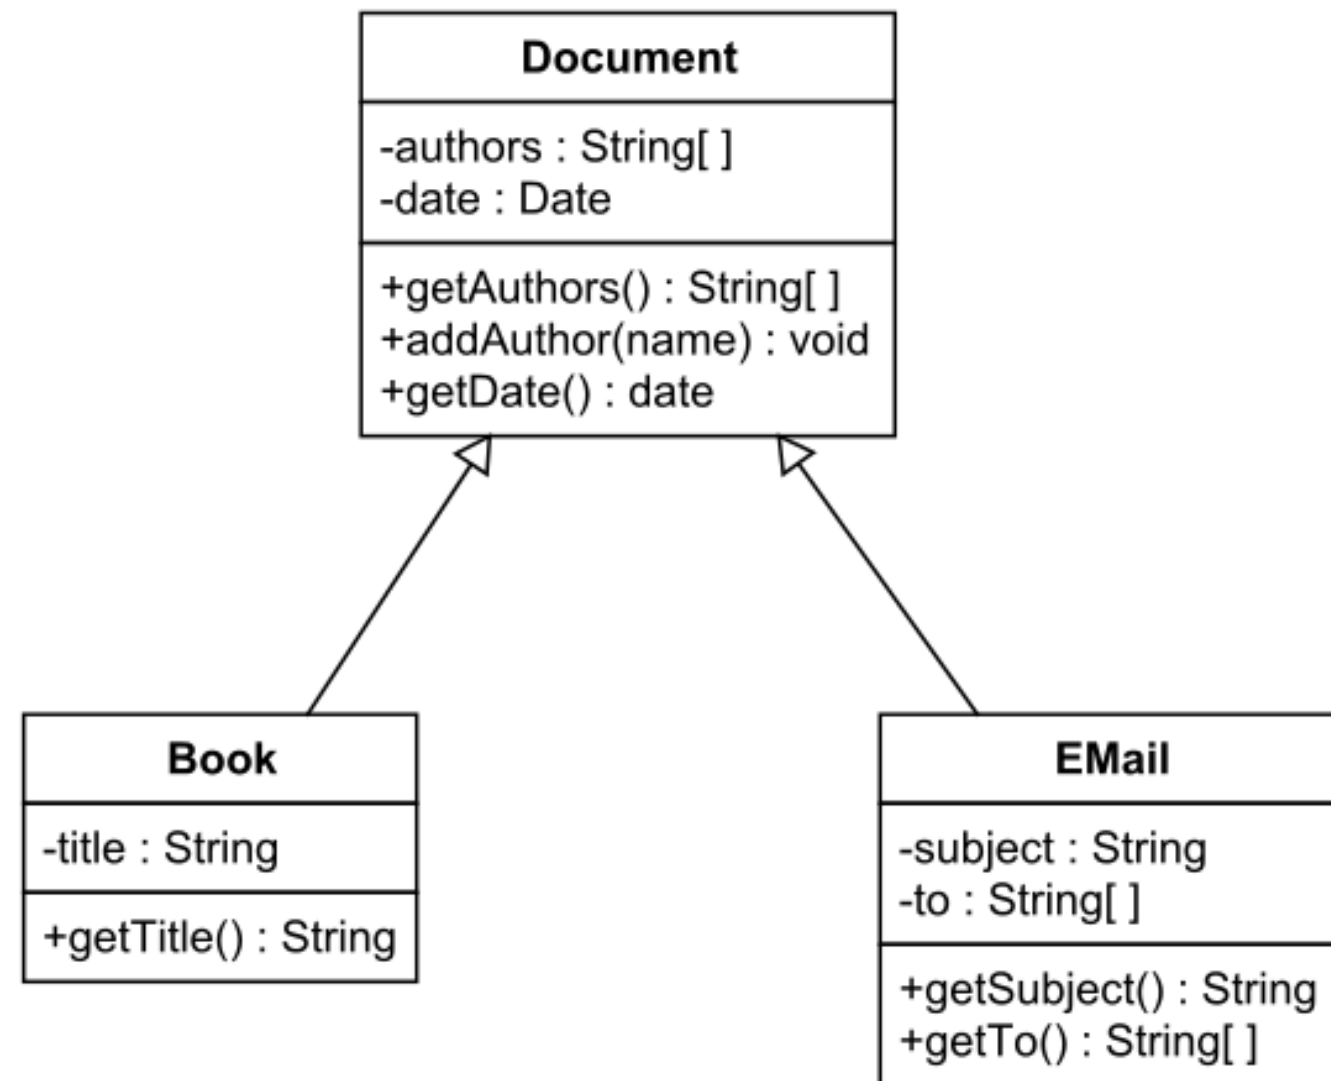 Document
-authors : String[ ]
-date : Date
+getAuthors() : String[ ]
+addAuthor(name) : void
+getDate() : date
Book
-title : String
+getTitle() : String
EMail
-subject : String
-to : String[ ]
+getSubject() : String
+getTo() : String[ ]